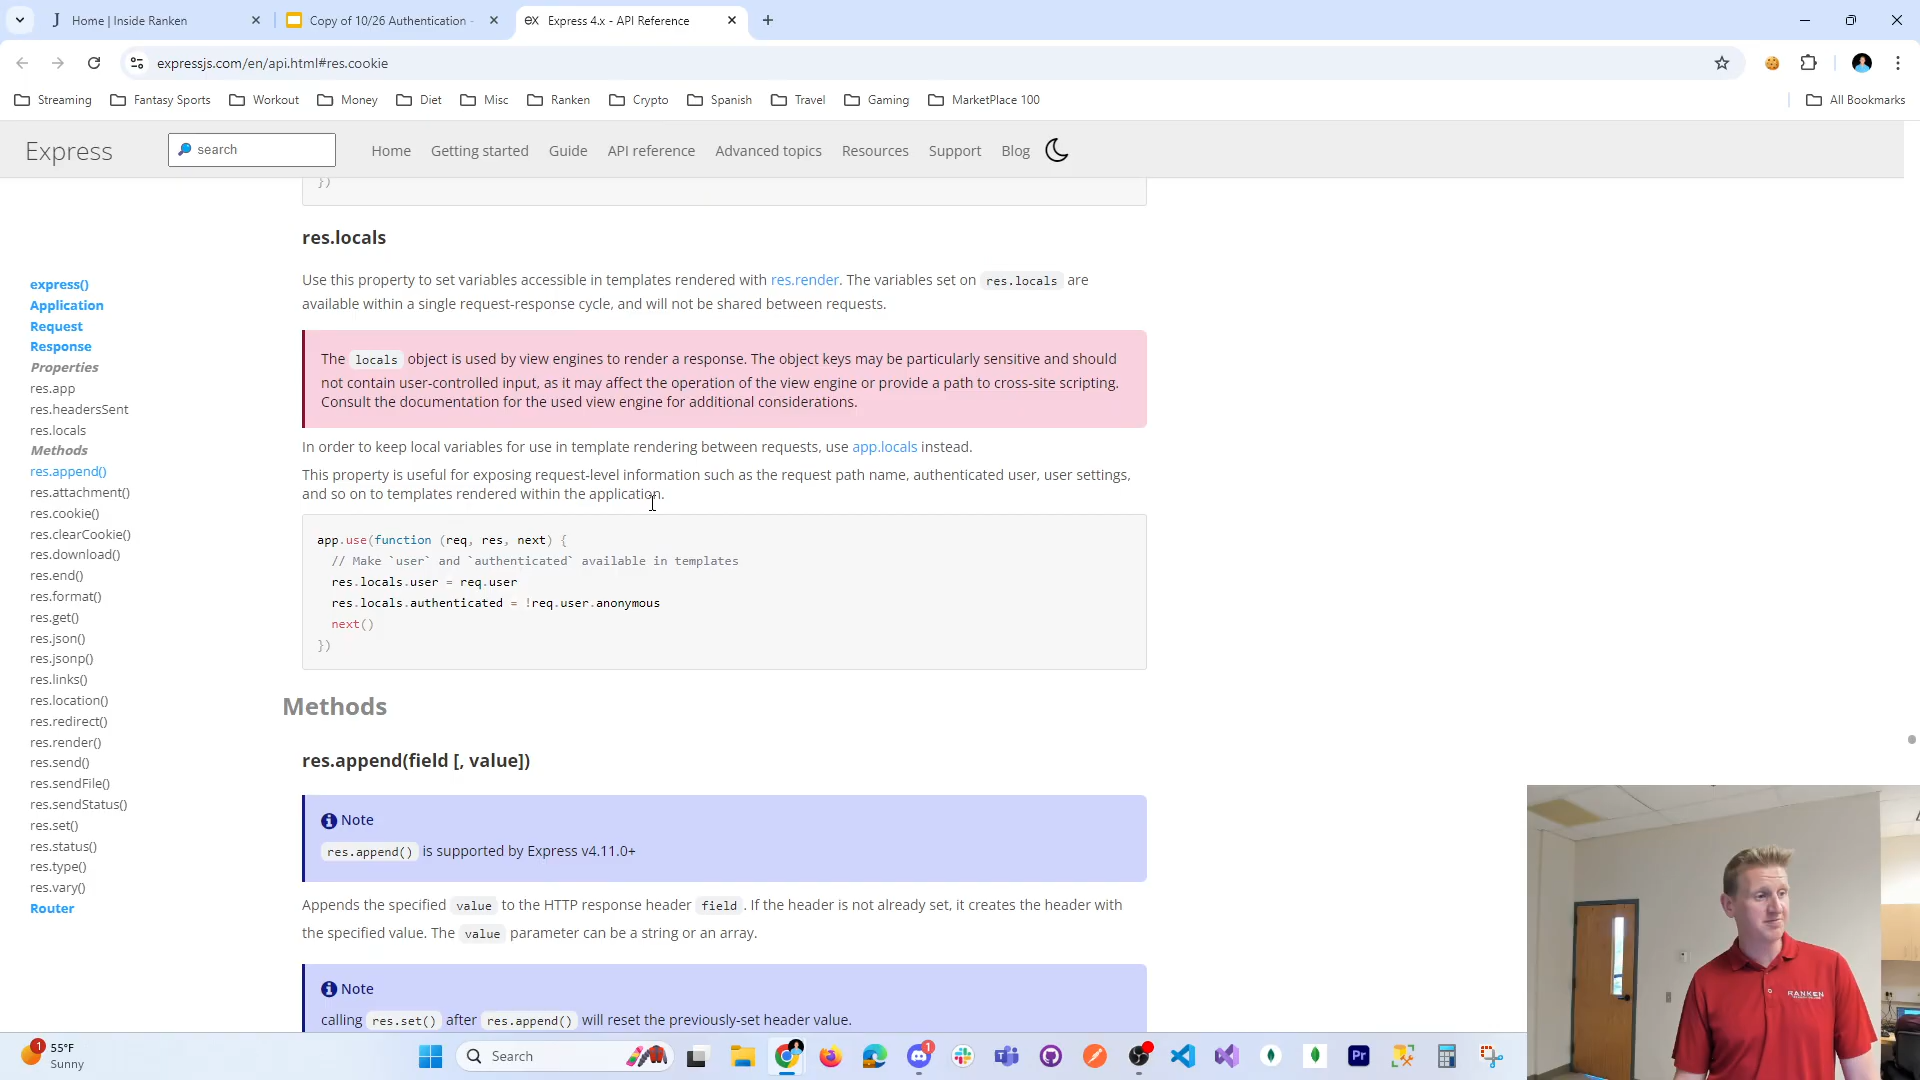 Home | Inside Ranken
Copy of 10/26 Authentication
Express 4.x - API Reference
expressjs.com/en/api.html#res.cookie
Streaming
Fantasy Sports
Workout
Money
Diet
Misc
Ranken
Crypto
Spanish
Travel
Gaming
MarketPlace 100
All Bookmarks
Express
search
Home
Getting started
Guide
API reference
Advanced topics
Resources
Support
Blog
express()
Application
Request
Response
Properties
res.app
res.headersSent
res.locals
Methods
res.append()
res.attachment()
res.cookie()
res.clearCookie()
res.download()
res.end()
res.format()
res.get()
res.json()
res.jsonp()
res.links()
res.location()
res.redirect()
res.render()
res.send()
res.sendFile()
res.sendStatus()
res.set()
res.status()
res.type()
res.vary()
Router
})
res.locals
Use this property to set variables accessible in templates rendered with res.render. The variables set on res.locals are
available within a single request-response cycle, and will not be shared between requests.
The locals object is used by view engines to render a response. The object keys may be particularly sensitive and should
not contain user-controlled input, as it may affect the operation of the view engine or provide a path to cross-site scripting.
Consult the documentation for the used view engine for additional considerations.
In order to keep local variables for use in template rendering between requests, use app.locals instead.
This property is useful for exposing request-level information such as the request path name, authenticated user, user settings,
and so on to templates rendered within the application.
app.use(function (req, res, next) {
// Make `user` and `authenticated` available in templates
res.locals.user = req.user
res.locals.authenticated = !req.user.anonymous
next()
})
Methods
res.append(field [, value])
Note
res.append() is supported by Express v4.11.0+
Appends the specified value to the HTTP response header field. If the header is not already set, it creates the header with
the specified value. The value parameter can be a string or an array.
Note
calling res.set() after res.append() will reset the previously-set header value.
RANKEN
1
55°F
Sunny
Search
1
Pr